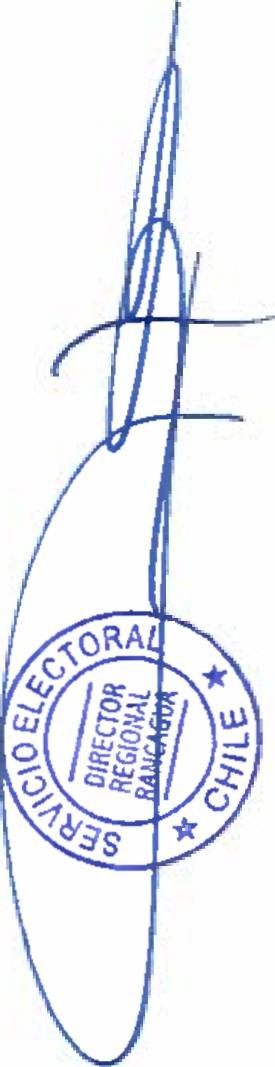 SERVICIO ELECTORAL
★ CHILE ★
DIRECTOR
REGIONAL
RANCAGUA